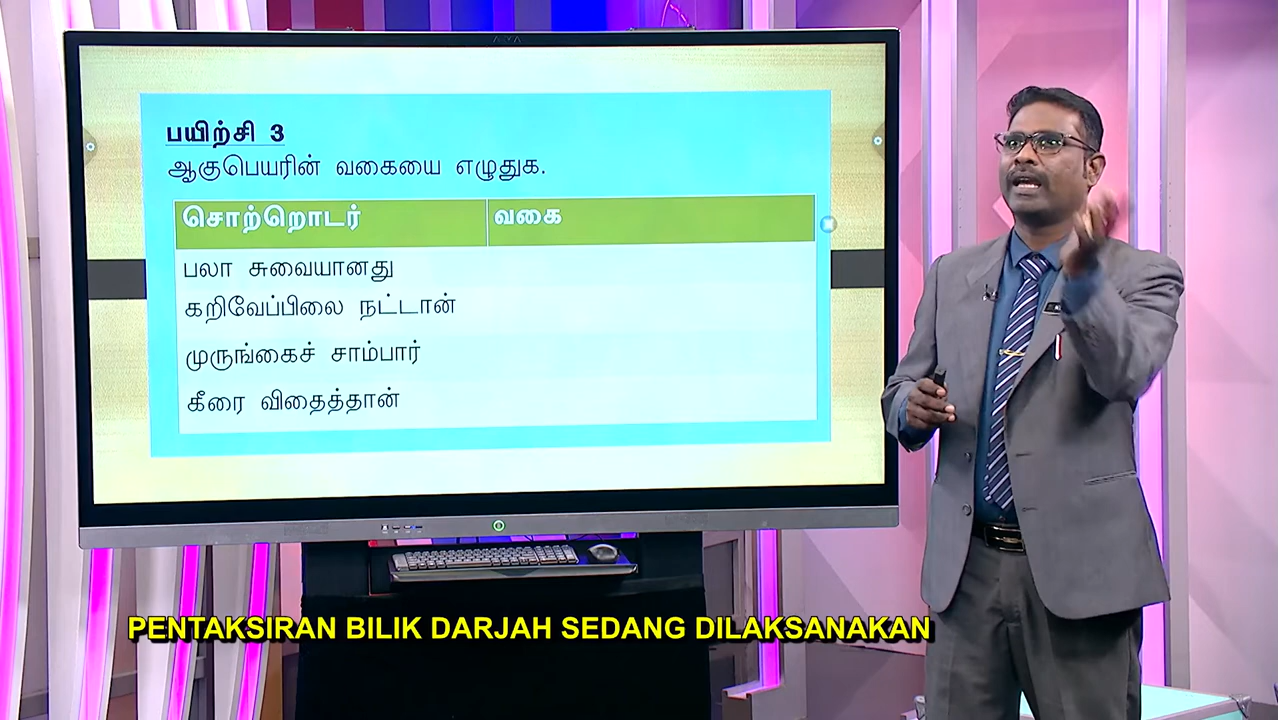 பயிற்சி 3
ஆகுபெயரின் வகையை எழுதுக.
சொற்றொடர் வகை
பலா சுவையானது
கறிவேப்பிலை நட்டான்
முருங்கைச் சாம்பார்
கீரை விதைத்தான்
PENTAKSIRAN BILIK DARJAH SEDANG DILAKSANAKAN